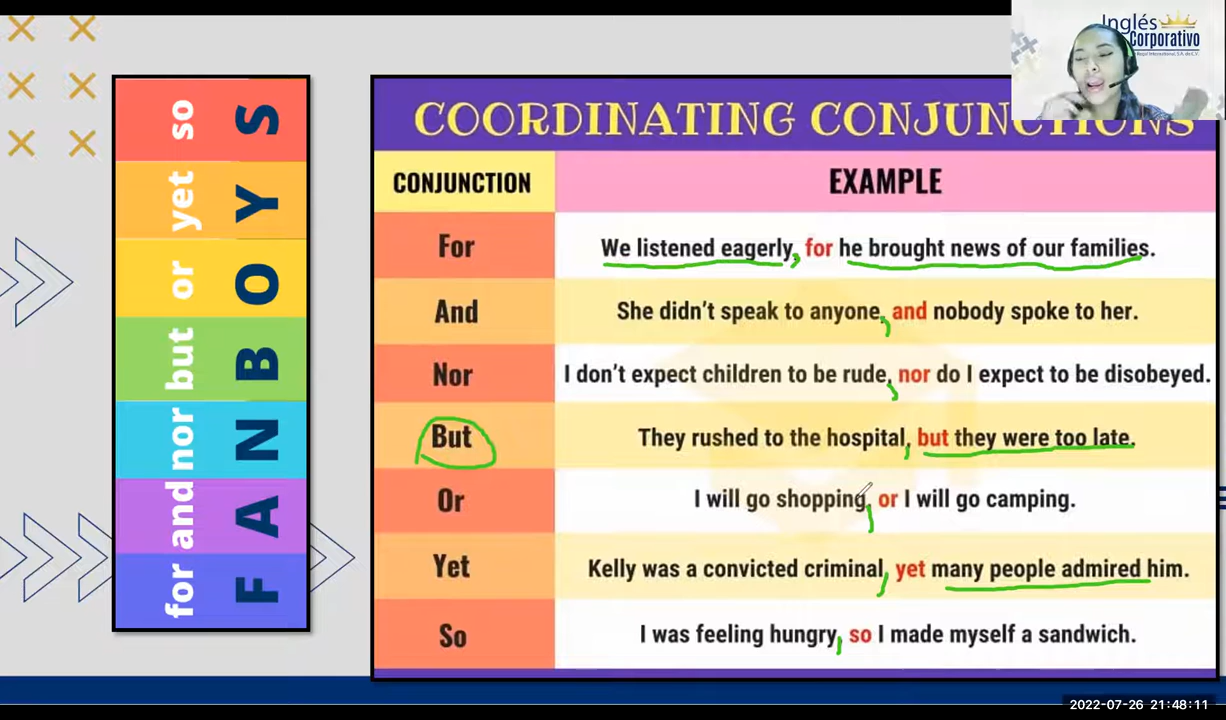 Inglés
Corporativo
so
yet
or
but
nor
and
for
S
Y
O
B
N
A
F
COORDINATING CONJUNCTIONS
CONJUNCTION EXAMPLE
For We listened eagerly, for he brought news of our families.
And She didn't speak to anyone, and nobody spoke to her.
Nor I don't expect children to be rude, nor do I expect to be disobeyed.
But They rushed to the hospital, but they were too late.
Or I will go shopping, or I will go camping.
Yet Kelly was a convicted criminal, yet many people admired him.
So I was feeling hungry, so I made myself a sandwich.
2022-07-26 21:48:11